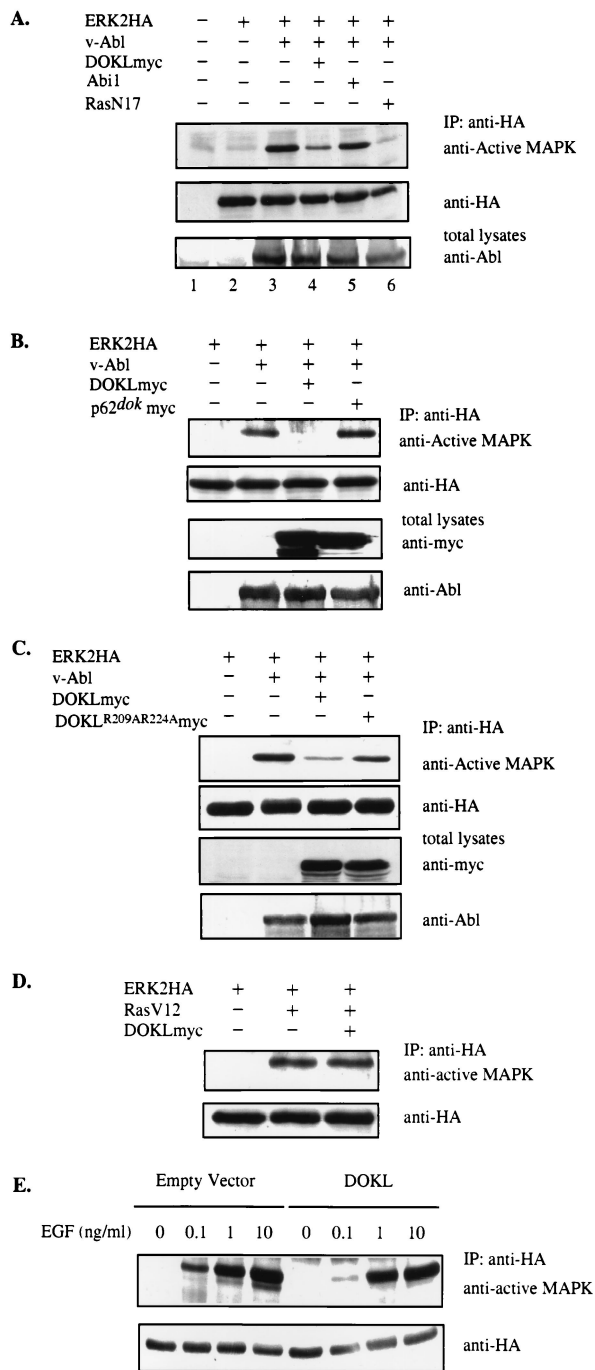 A.
ERK2HA – + + + + +
v-Abl – – + + + +
DOKLmyc – – – + – –
Abi1 – – – – + –
RasN17 – – – – – +
IP: anti-HA
anti-Active MAPK
anti-HA
total lysates
anti-Abl
1 2 3 4 5 6
B.
ERK2HA + + + +
v-Abl – + + +
DOKLmyc – – + –
p62dok myc – – – +
IP: anti-HA
anti-Active MAPK
anti-HA
total lysates
anti-myc
anti-Abl
C.
ERK2HA + + + +
v-Abl – + + +
DOKLmyc – – + –
DOKLR209AR224Amyc – – – +
IP: anti-HA
anti-Active MAPK
anti-HA
total lysates
anti-myc
anti-Abl
D.
ERK2HA + + +
RasV12 – + +
DOKLmyc – – +
IP: anti-HA
anti-active MAPK
anti-HA
E.
Empty Vector DOKL
EGF (ng/ml) 0 0.1 1 10 0 0.1 1 10
IP: anti-HA
anti-active MAPK
anti-HA